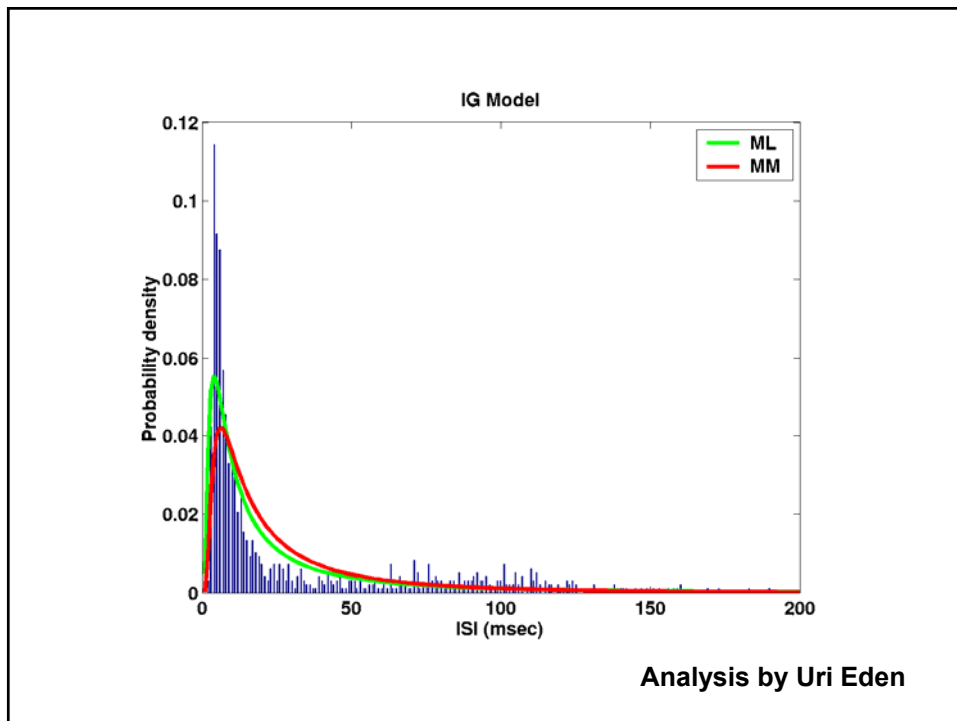 IG Model
0.12
0.1
0.08
0.06
0.04
0.02
0
Probability density
ML
MM
0 50 100 150 200
ISI (msec)
Analysis by Uri Eden